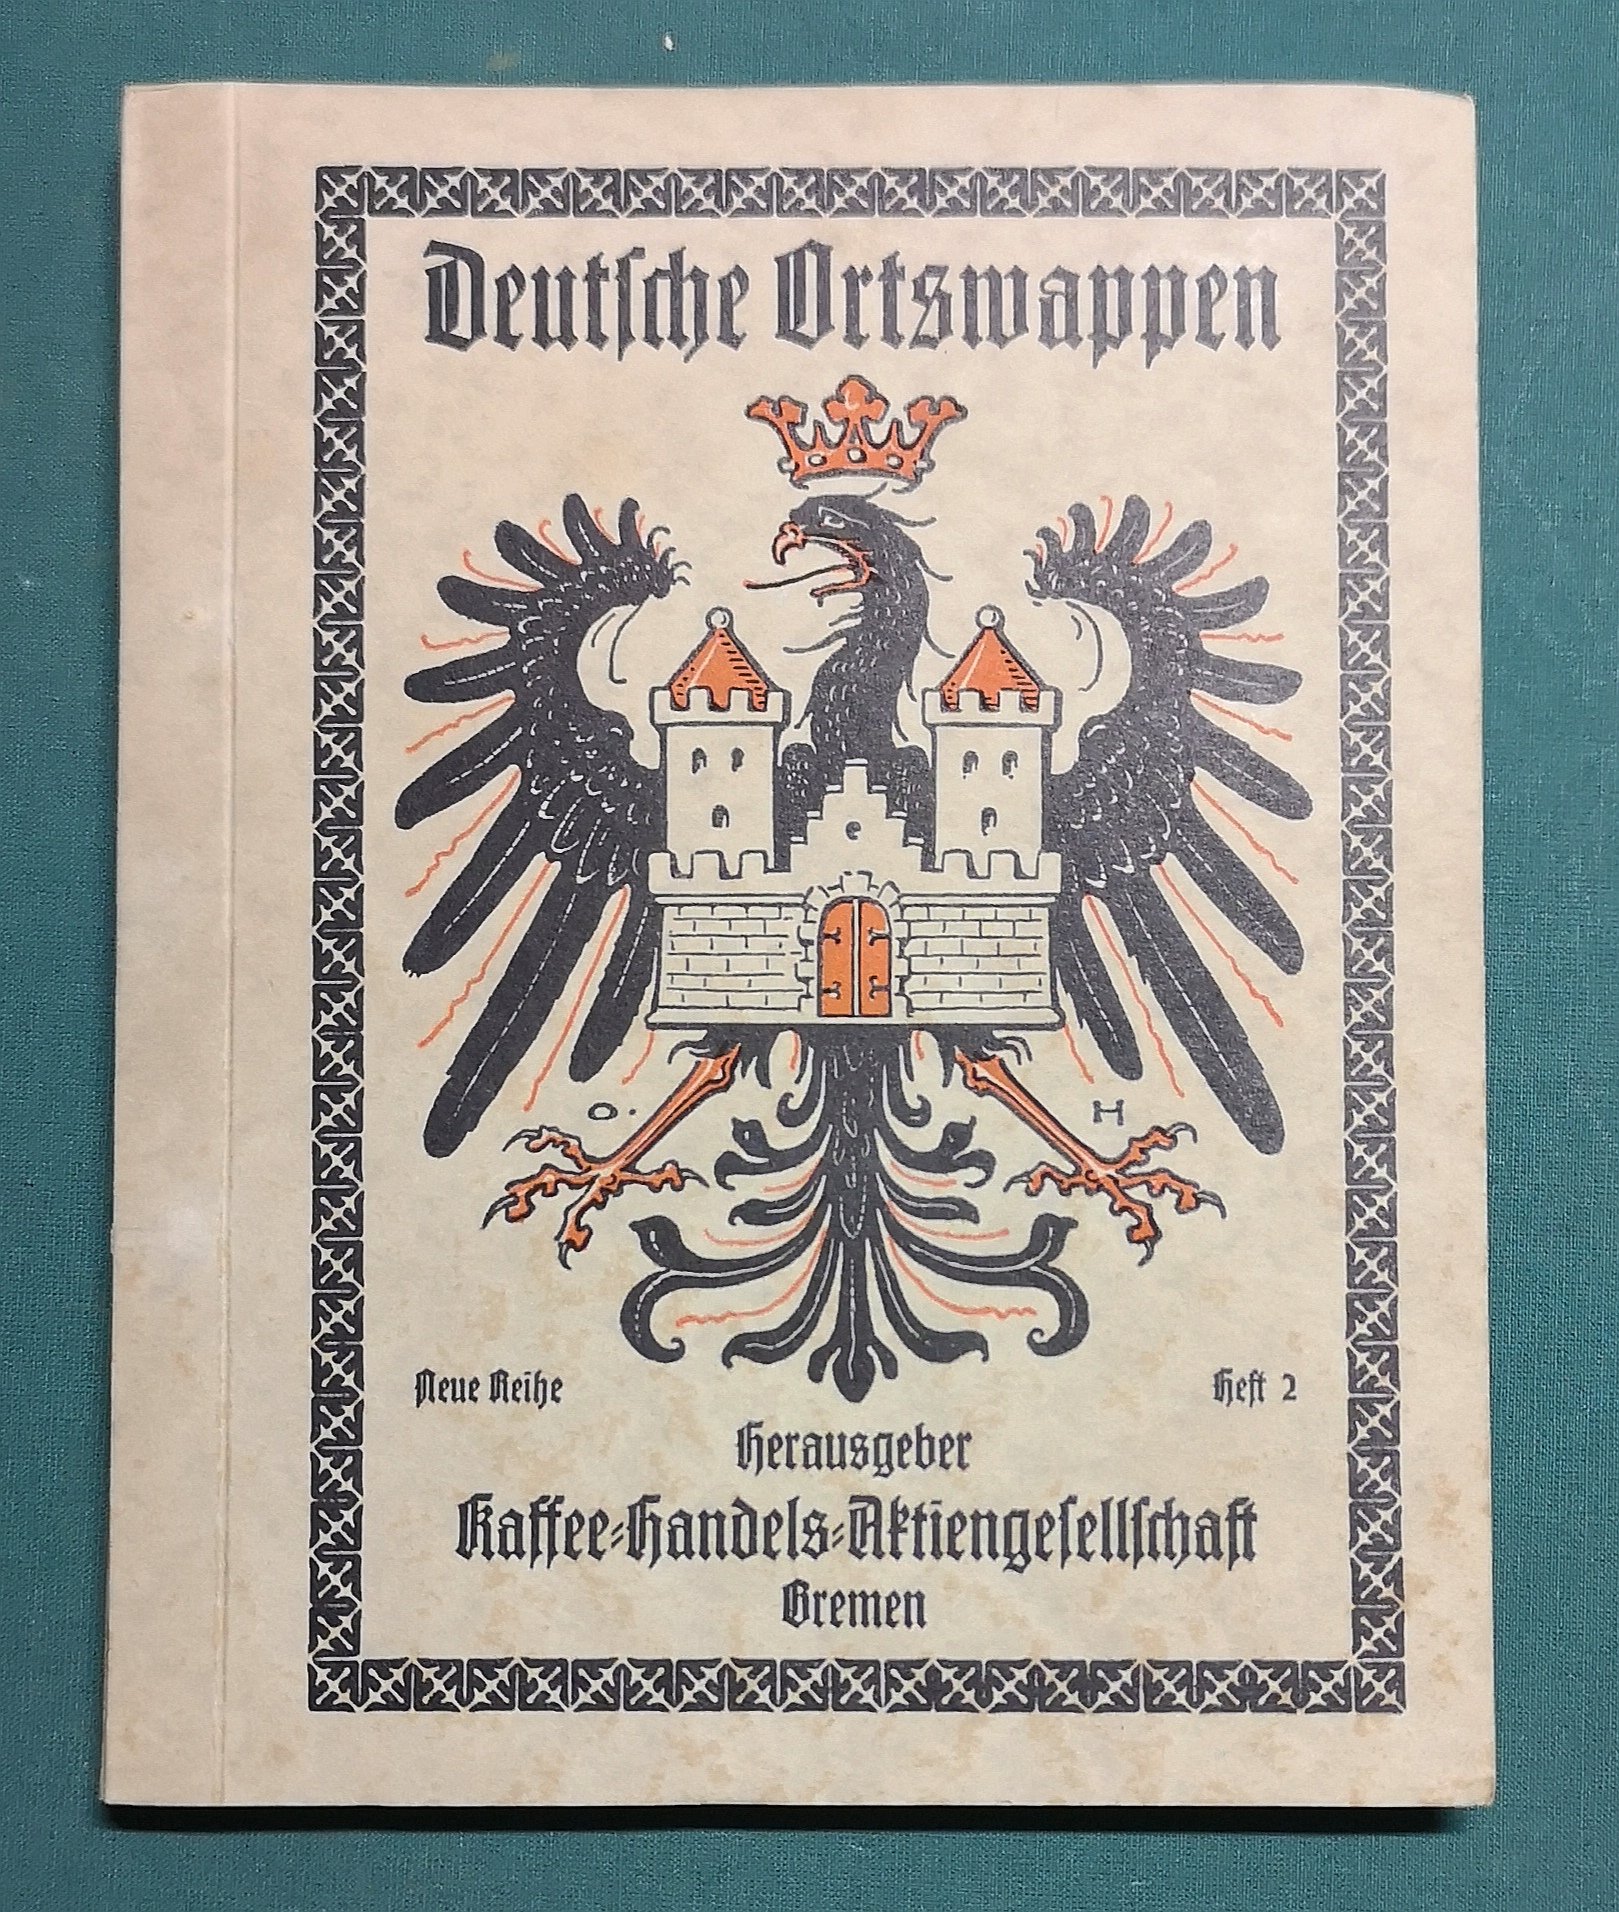 Deutſche Ortswappen
O. H
Neue Reihe Heft 2
Herausgeber
Kaffee=Handels=Aktiengeſellſchaft
Bremen